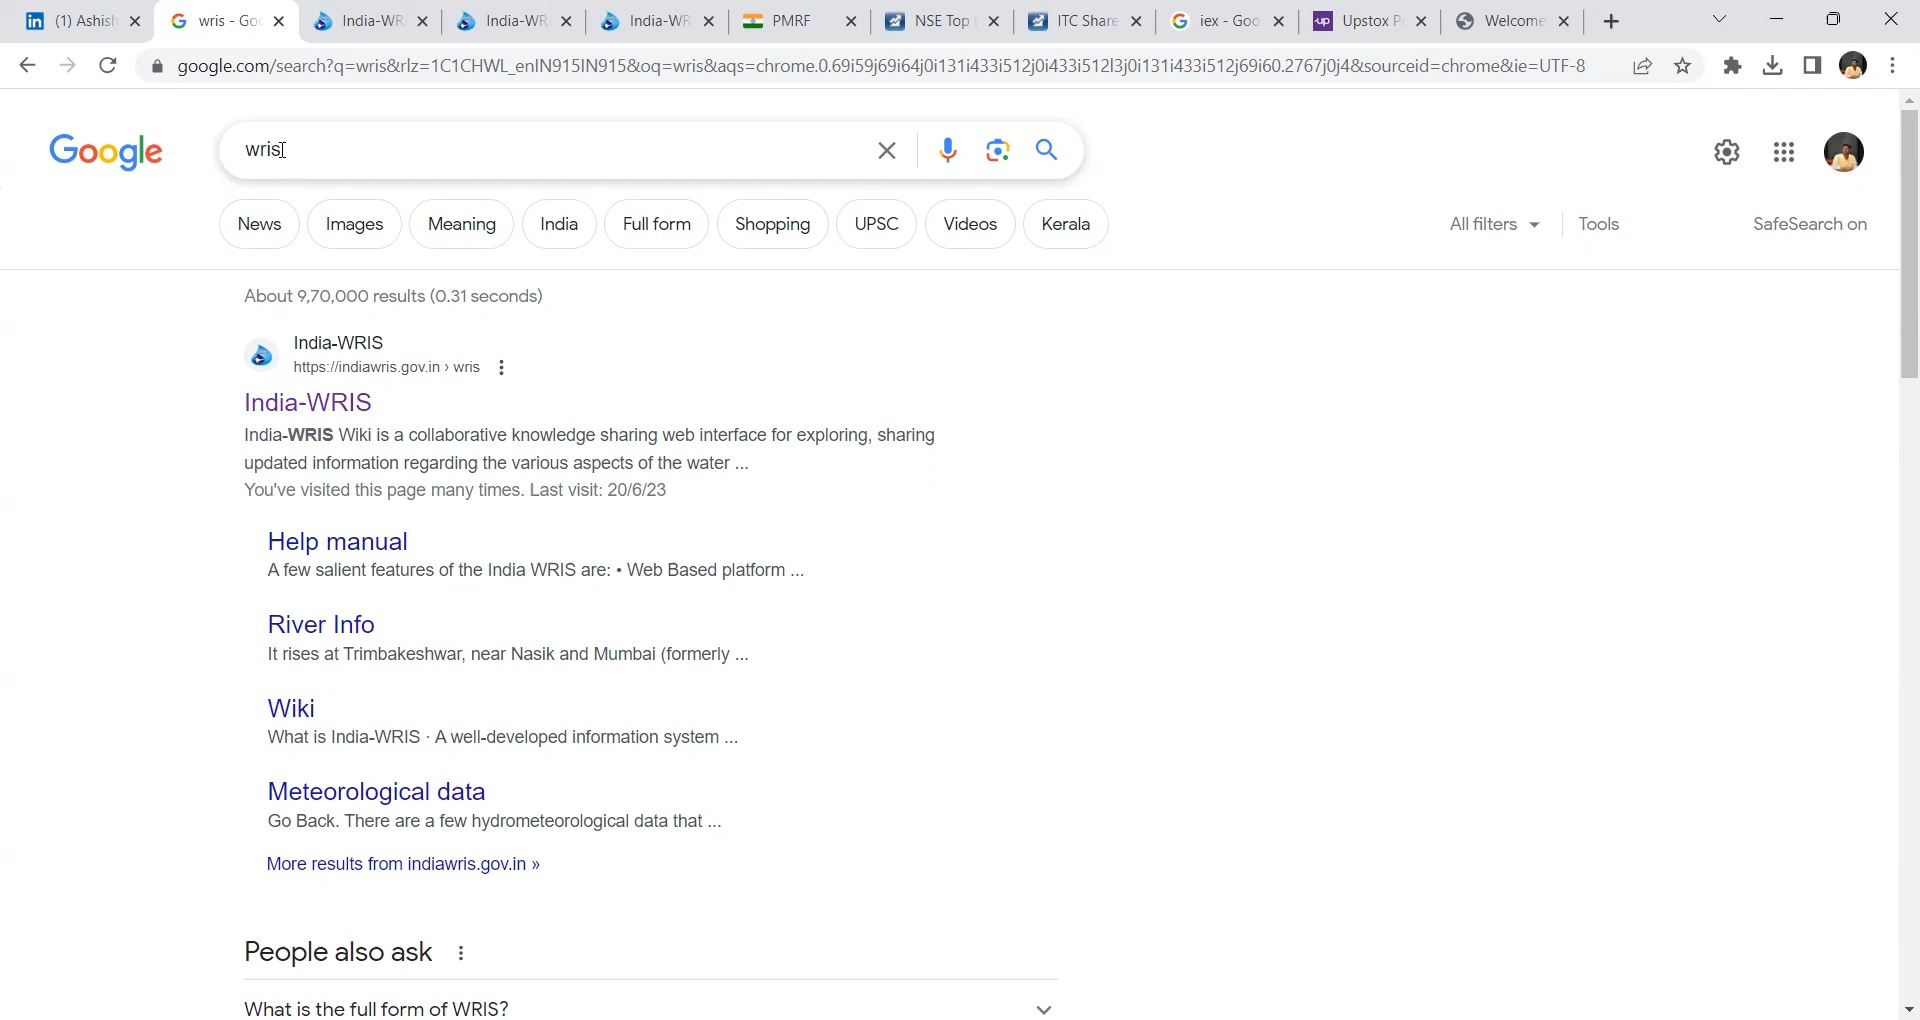 (1) Ashish
wris - Goo
India-WR
India-WR
India-WR
PMRF
NSE Top
ITC Share
iex - Goo
Upstox P
Welcome
google.com/search?q=wris&rlz=1C1CHWL_enIN915IN915&oq=wris&aqs=chrome.0.69i59j69i64j0i131i433i512j0i433i512l3j0i131i433i512j69i60.2767j0j4&sourceid=chrome&ie=UTF-8
Google
wris
News
Images
Meaning
India
Full form
Shopping
UPSC
Videos
Kerala
All filters
Tools
SafeSearch on
About 9,70,000 results (0.31 seconds)
India-WRIS
https://indiawris.gov.in › wris
India-WRIS
India-WRIS Wiki is a collaborative knowledge sharing web interface for exploring, sharing
updated information regarding the various aspects of the water ...
You've visited this page many times. Last visit: 20/6/23
Help manual
A few salient features of the India WRIS are: • Web Based platform ...
River Info
It rises at Trimbakeshwar, near Nasik and Mumbai (formerly ...
Wiki
What is India-WRIS · A well-developed information system ...
Meteorological data
Go Back. There are a few hydrometeorological data that ...
More results from indiawris.gov.in »
People also ask
What is the full form of WRIS?